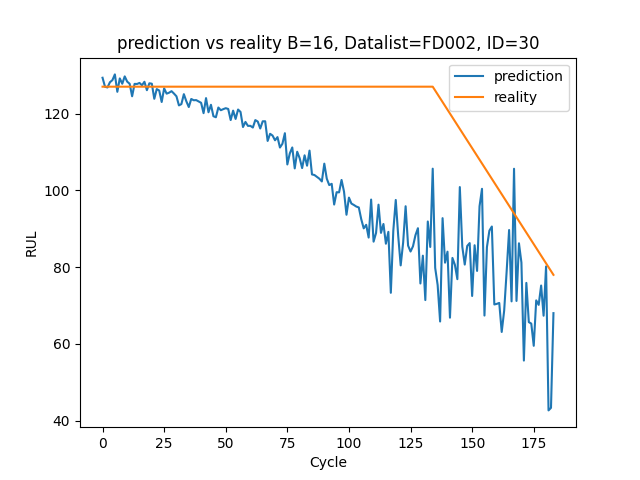 prediction vs reality B=16, Datalist=FD002, ID=30
prediction
reality
RUL
120
100
80
60
40
0 25 50 75 100 125 150 175
Cycle